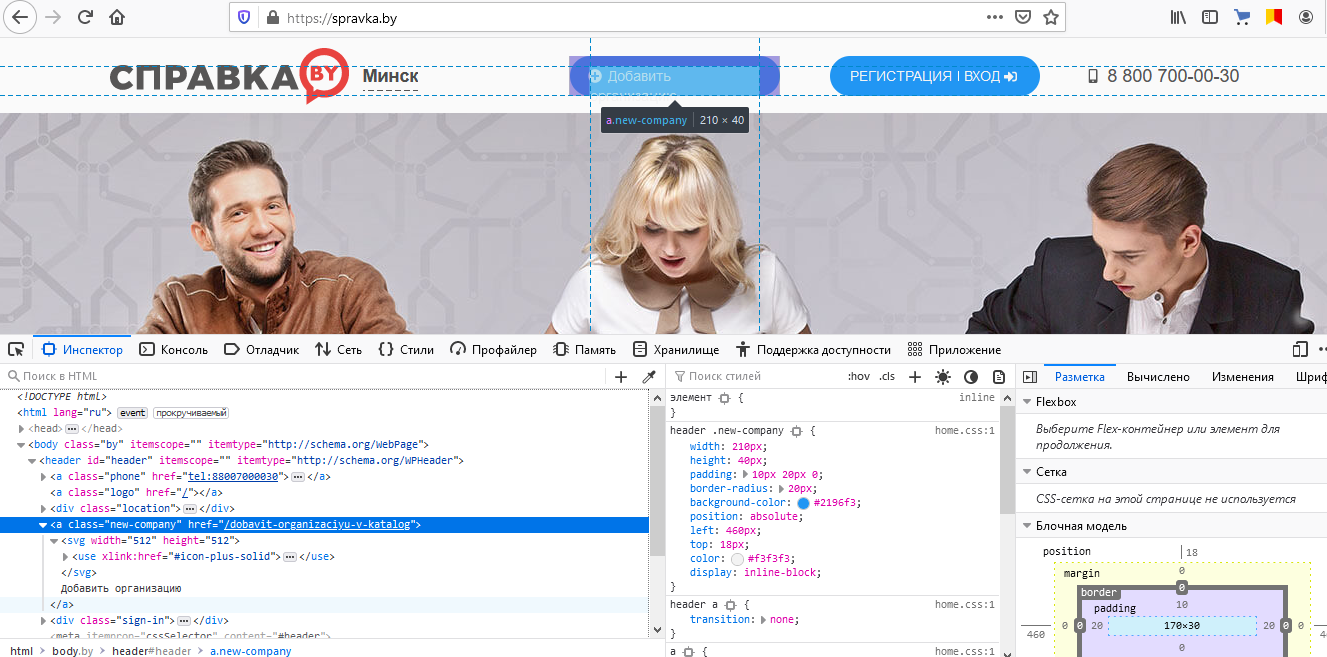 https://spravka.by
СПРАВКА BY Минск
Добавить
организацию
РЕГИСТРАЦИЯ | ВХОД
8 800 700-00-30
a.new-company 210 × 40
Инспектор Консоль Отладчик Сеть Стили Профайлер Память Хранилище Поддержка доступности Приложение
Поиск в HTML
<!DOCTYPE html>
<html lang="ru"> event прокручиваемый
<head> </head>
<body class="by" itemscope="" itemtype="http://schema.org/WebPage">
<header id="header" itemscope="" itemtype="http://schema.org/WPHeader">
<a class="phone" href="tel:88007000030"> </a>
<a class="logo" href="/"></a>
<div class="location"> </div>
<a class="new-company" href="/dobavit-organizaciyu-v-katalog">
<svg width="512" height="512">
<use xlink:href="#icon-plus-solid"> </use>
</svg>
Добавить организацию
</a>
<div class="sign-in"> </div>
<meta itemprop="cssSelector" content="#header">
html body.by header#header a.new-company
Поиск стилей :hov .cls
элемент { inline
}
header .new-company { home.css:1
width: 210px;
height: 40px;
padding: 10px 20px 0;
border-radius: 20px;
background-color: #2196f3;
position: absolute;
left: 460px;
top: 18px;
color: #f3f3f3;
display: inline-block;
}
header a { home.css:1
transition: none;
}
a { home.css:1
Разметка Вычислено Изменения Шриф
Flexbox
Выберите Flex-контейнер или элемент для
продолжения.
Сетка
CSS-сетка на этой странице не используется
Блочная модель
position 18
margin 0
border 0
padding 10
460 0 0 20 170×30 20 0 0 4
0